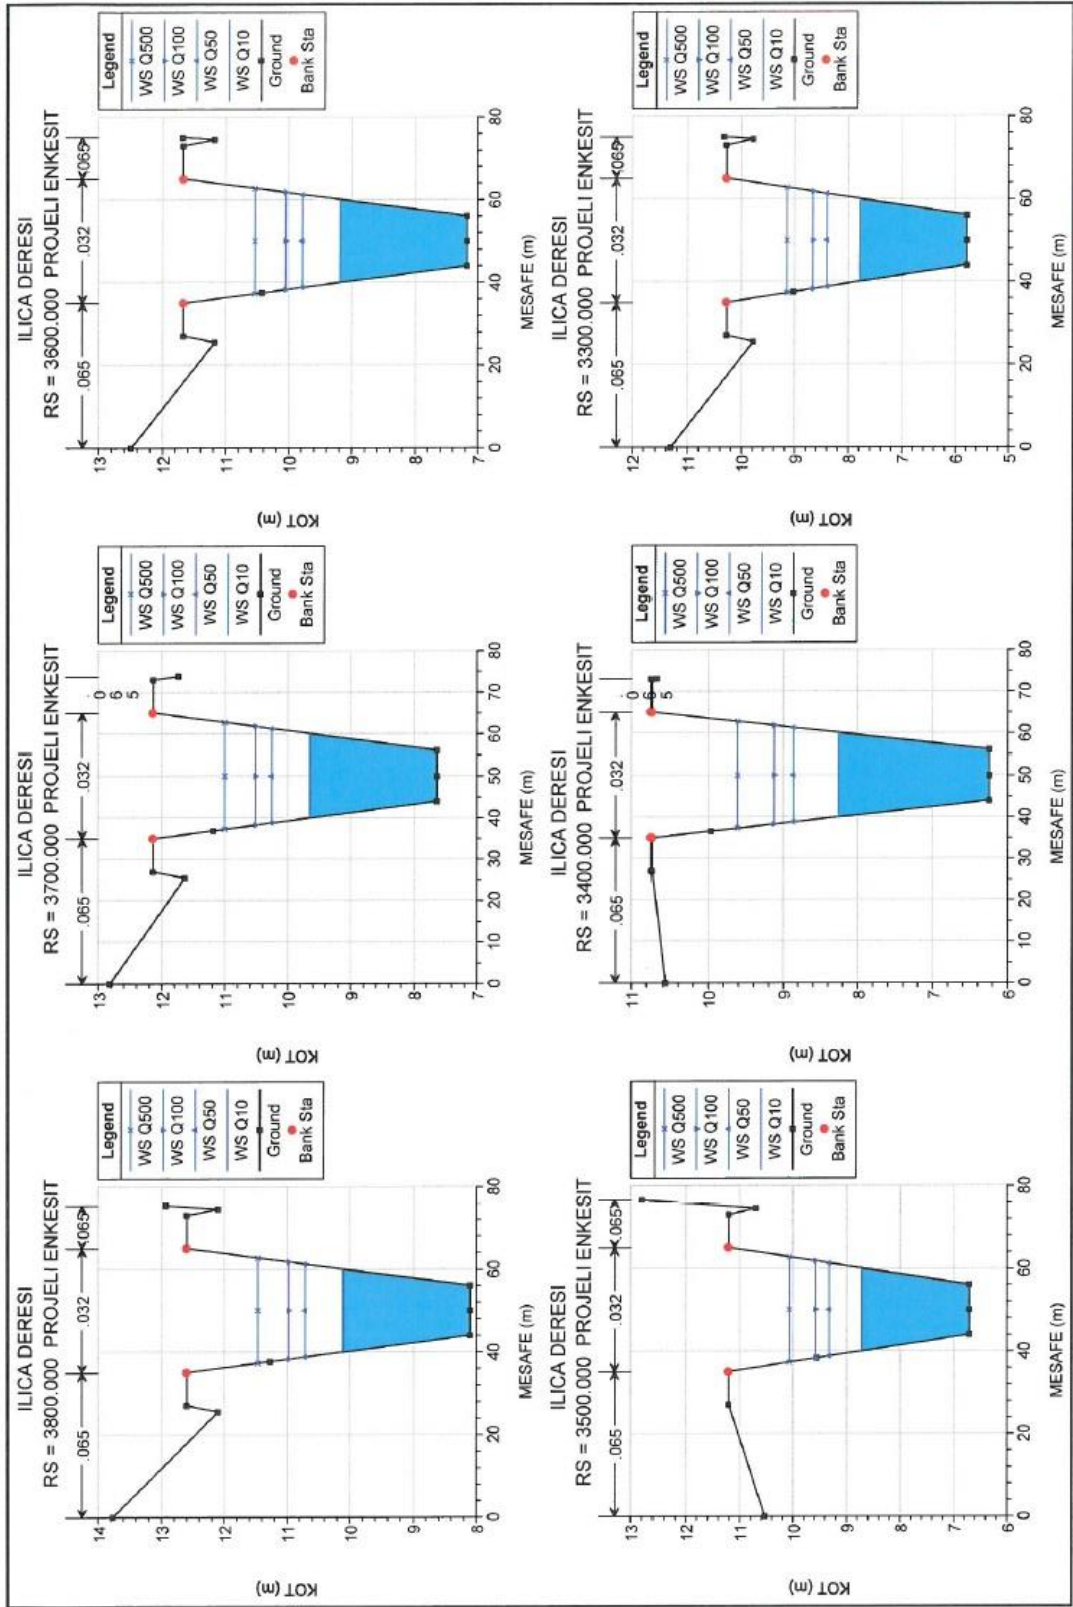 ILICA DERESI
RS = 3800.000 PROJELI ENKESIT
.065
.032
.065
14
13
12
11
10
9
8
KOT (m)
0
20
40
60
80
MESAFE (m)
Legend
WS Q500
WS Q100
WS Q50
WS Q10
Ground
Bank Sta
ILICA DERESI
RS = 3700.000 PROJELI ENKESIT
.065
.032
.
0
6
5
13
12
11
10
9
8
7
KOT (m)
0
10
20
30
40
50
60
70
80
MESAFE (m)
Legend
WS Q500
WS Q100
WS Q50
WS Q10
Ground
Bank Sta
ILICA DERESI
RS = 3600.000 PROJELI ENKESIT
.065
.032
.065
13
12
11
10
9
8
7
KOT (m)
0
20
40
60
80
MESAFE (m)
Legend
WS Q500
WS Q100
WS Q50
WS Q10
Ground
Bank Sta
ILICA DERESI
RS = 3500.000 PROJELI ENKESIT
.065
.032
.065
13
12
11
10
9
8
7
6
KOT (m)
0
20
40
60
80
MESAFE (m)
Legend
WS Q500
WS Q100
WS Q50
WS Q10
Ground
Bank Sta
ILICA DERESI
RS = 3400.000 PROJELI ENKESIT
.065
.032
.
0
6
5
11
10
9
8
7
6
KOT (m)
0
10
20
30
40
50
60
70
80
MESAFE (m)
Legend
WS Q500
WS Q100
WS Q50
WS Q10
Ground
Bank Sta
ILICA DERESI
RS = 3300.000 PROJELI ENKESIT
.065
.032
.065
12
11
10
9
8
7
6
5
KOT (m)
0
20
40
60
80
MESAFE (m)
Legend
WS Q500
WS Q100
WS Q50
WS Q10
Ground
Bank Sta